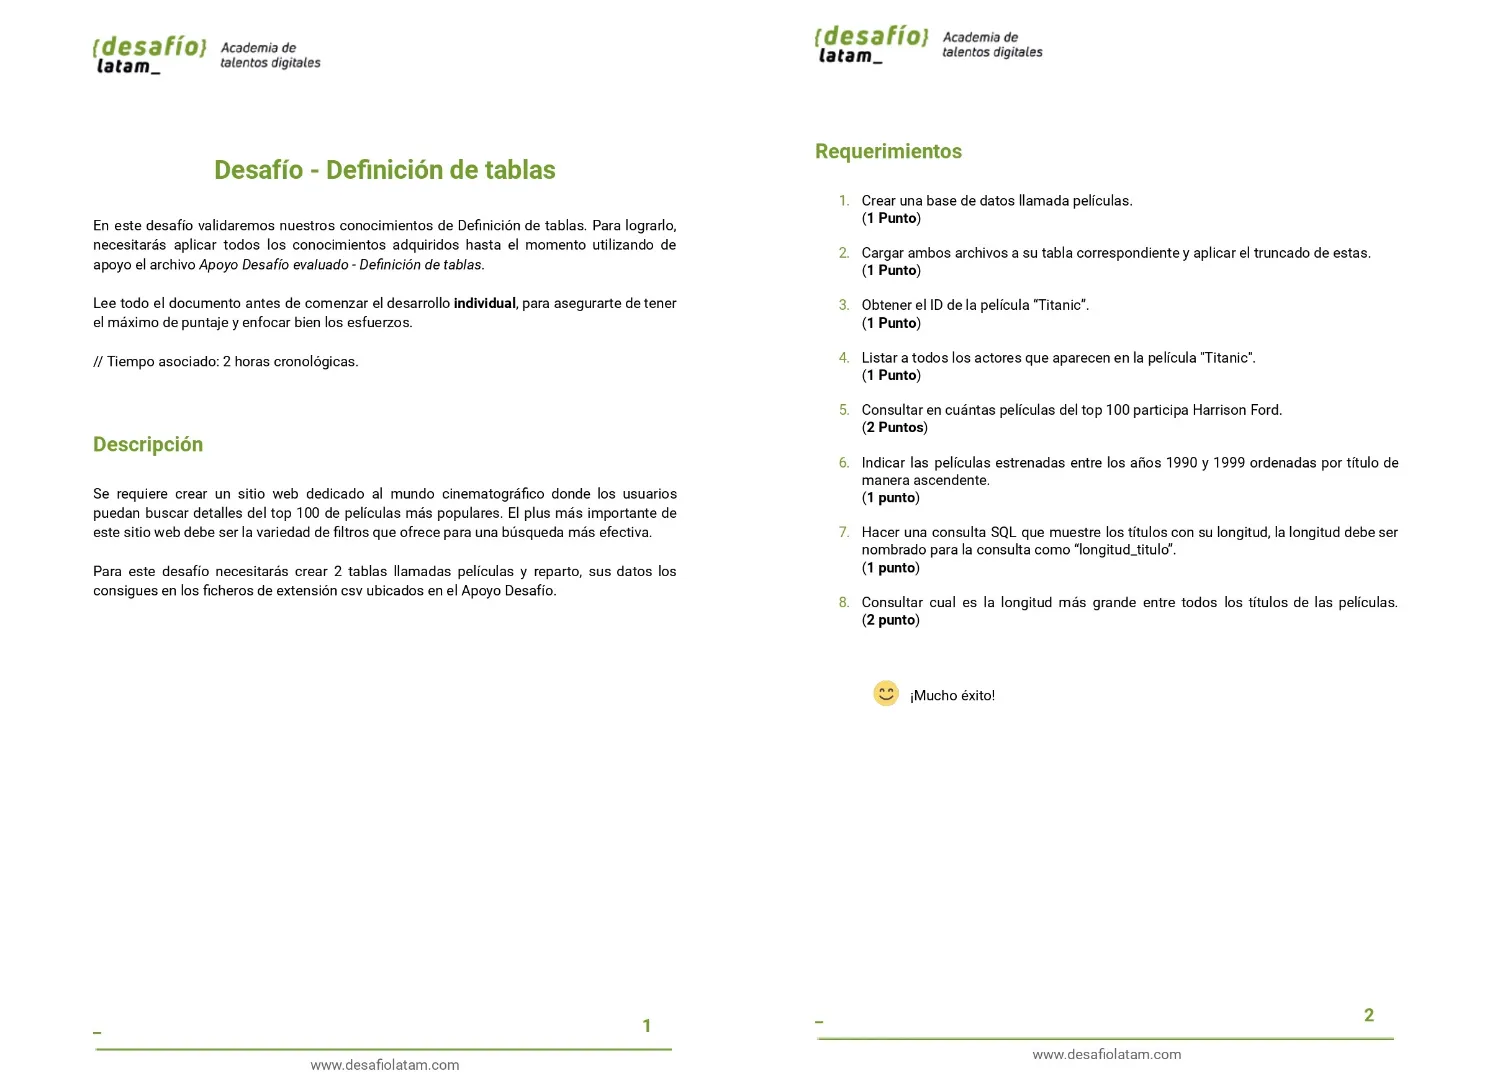 {desafío}
latam_
Academia de
talentos digitales
Desafío - Definición de tablas
En este desafío validaremos nuestros conocimientos de Definición de tablas. Para lograrlo,
necesitarás aplicar todos los conocimientos adquiridos hasta el momento utilizando de
apoyo el archivo Apoyo Desafío evaluado - Definición de tablas.
Lee todo el documento antes de comenzar el desarrollo individual, para asegurarte de tener
el máximo de puntaje y enfocar bien los esfuerzos.
// Tiempo asociado: 2 horas cronológicas.
Descripción
Se requiere crear un sitio web dedicado al mundo cinematográfico donde los usuarios
puedan buscar detalles del top 100 de películas más populares. El plus más importante de
este sitio web debe ser la variedad de filtros que ofrece para una búsqueda más efectiva.
Para este desafío necesitarás crear 2 tablas llamadas películas y reparto, sus datos los
consigues en los ficheros de extensión csv ubicados en el Apoyo Desafío.
_
1
www.desafiolatam.com
{desafío}
latam_
Academia de
talentos digitales
Requerimientos
1. Crear una base de datos llamada películas.
(1 Punto)
2. Cargar ambos archivos a su tabla correspondiente y aplicar el truncado de estas.
(1 Punto)
3. Obtener el ID de la película “Titanic“.
(1 Punto)
4. Listar a todos los actores que aparecen en la película "Titanic".
(1 Punto)
5. Consultar en cuántas películas del top 100 participa Harrison Ford.
(2 Puntos)
6. Indicar las películas estrenadas entre los años 1990 y 1999 ordenadas por título de
manera ascendente.
(1 punto)
7. Hacer una consulta SQL que muestre los títulos con su longitud, la longitud debe ser
nombrado para la consulta como “longitud_titulo”.
(1 punto)
8. Consultar cual es la longitud más grande entre todos los títulos de las películas.
(2 punto)
¡Mucho éxito!
_
2
www.desafiolatam.com